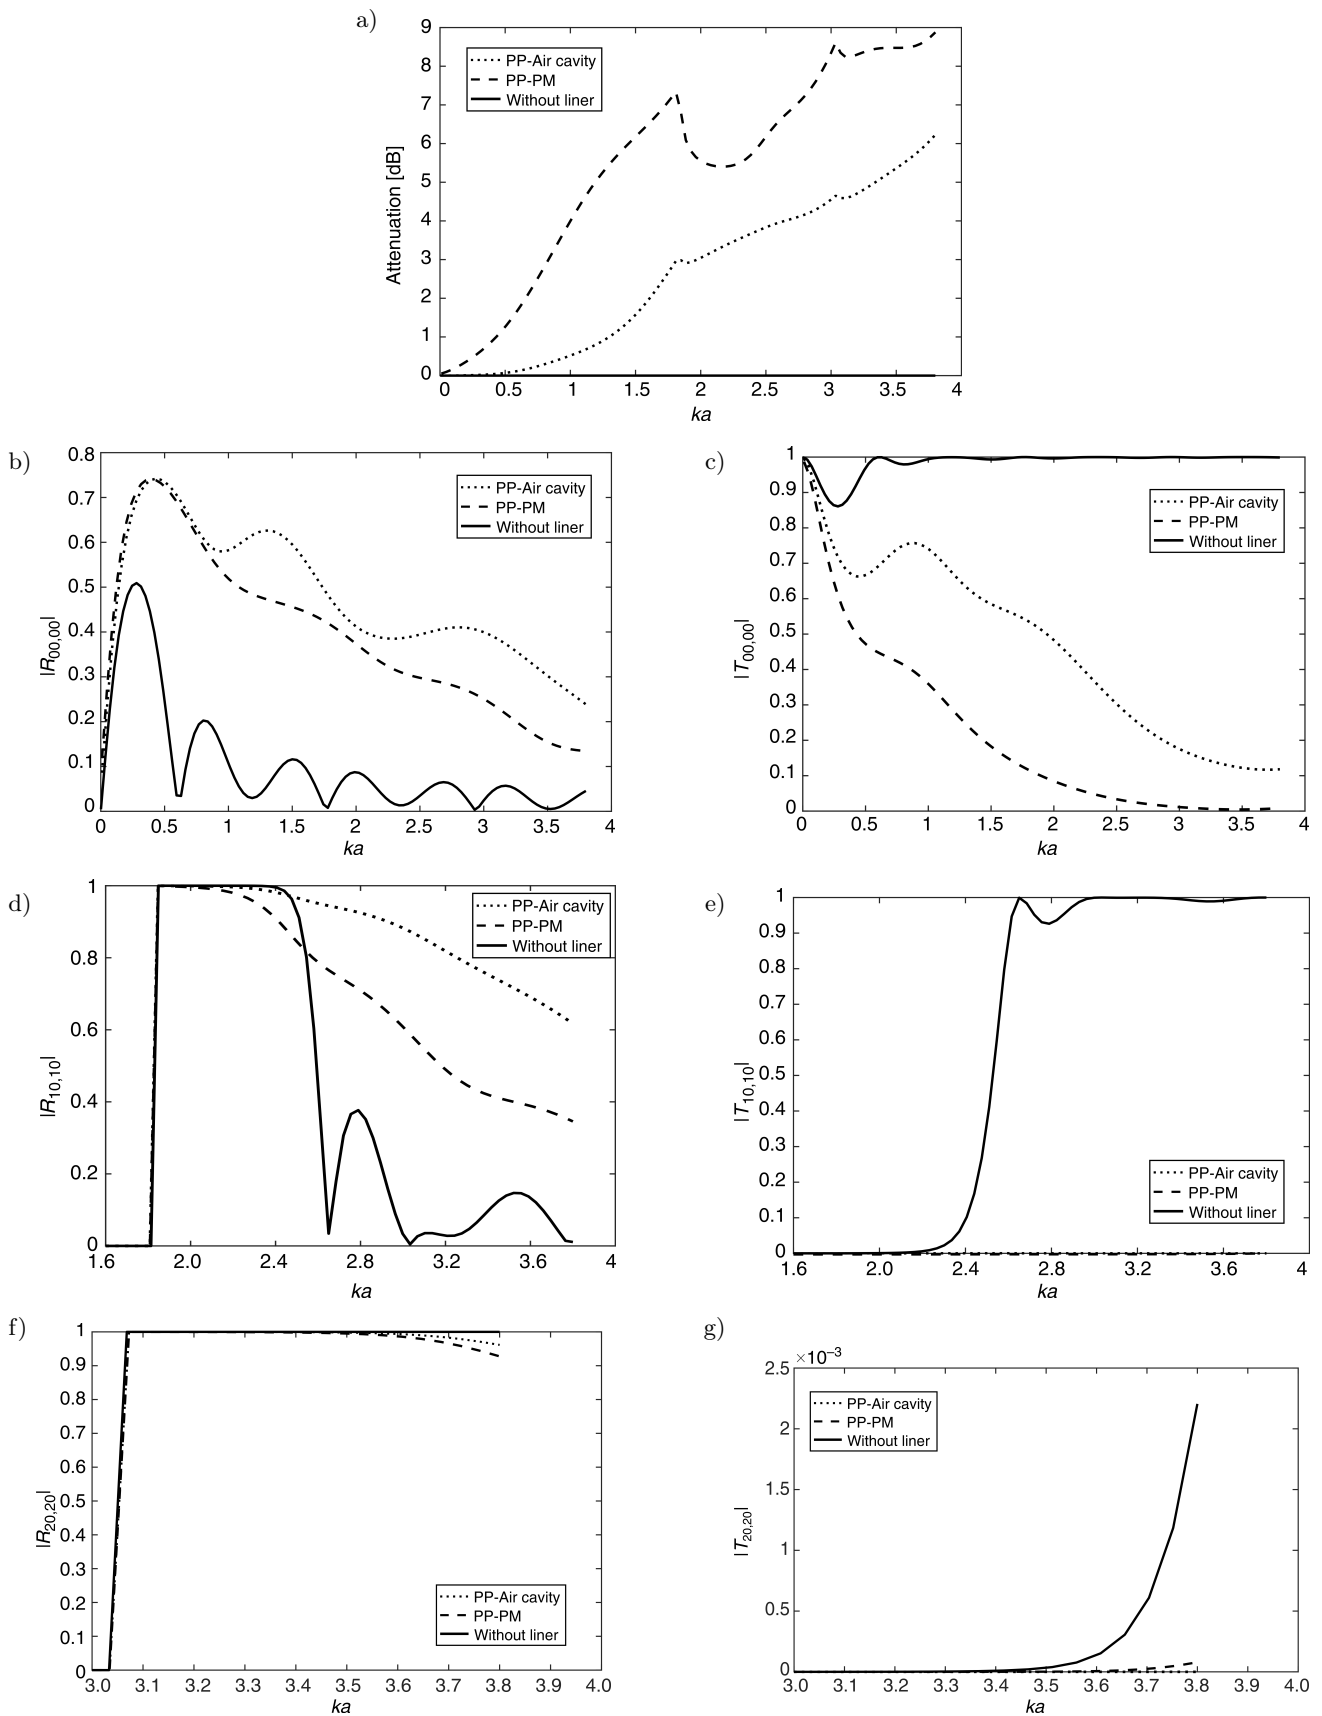 a)
9
8
7
6
5
4
3
2
1
0
Attenuation [dB]
PP-Air cavity
PP-PM
Without liner
0 0.5 1 1.5 2 2.5 3 3.5 4
ka
b)
0.8
0.7
0.6
0.5
0.4
0.3
0.2
0.1
0
|R00,00|
PP-Air cavity
PP-PM
Without liner
0 0.5 1 1.5 2 2.5 3 3.5 4
ka
c)
1
0.9
0.8
0.7
0.6
0.5
0.4
0.3
0.2
0.1
0
|T00,00|
PP-Air cavity
PP-PM
Without liner
0 0.5 1 1.5 2 2.5 3 3.5 4
ka
d)
1
0.8
0.6
0.4
0.2
0
|R10,10|
PP-Air cavity
PP-PM
Without liner
1.6 2.0 2.4 2.8 3.2 3.6 4
ka
e)
1
0.9
0.8
0.7
0.6
0.5
0.4
0.3
0.2
0.1
0
|T10,10|
PP-Air cavity
PP-PM
Without liner
1.6 2.0 2.4 2.8 3.2 3.6 4
ka
f)
1
0.9
0.8
0.7
0.6
0.5
0.4
0.3
0.2
0.1
0
|R20,20|
PP-Air cavity
PP-PM
Without liner
3.0 3.1 3.2 3.3 3.4 3.5 3.6 3.7 3.8 3.9 4.0
ka
g)
×10–3
2.5
2
1.5
1
0.5
0
|T20,20|
PP-Air cavity
PP-PM
Without liner
3.0 3.1 3.2 3.3 3.4 3.5 3.6 3.7 3.8 3.9 4.0
ka